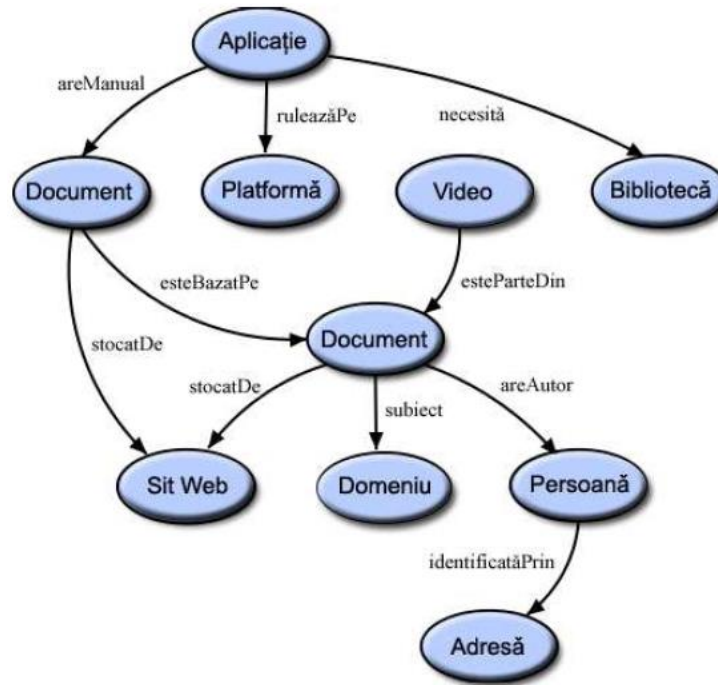 Aplicație
areManual
ruleazăPe
necesită
Document
Platformă
Video
Bibliotecă
esteBazatPe
esteParteDin
Document
stocatDe
stocatDe
subiect
areAutor
Sit Web
Domeniu
Persoană
identificatăPrin
Adresă